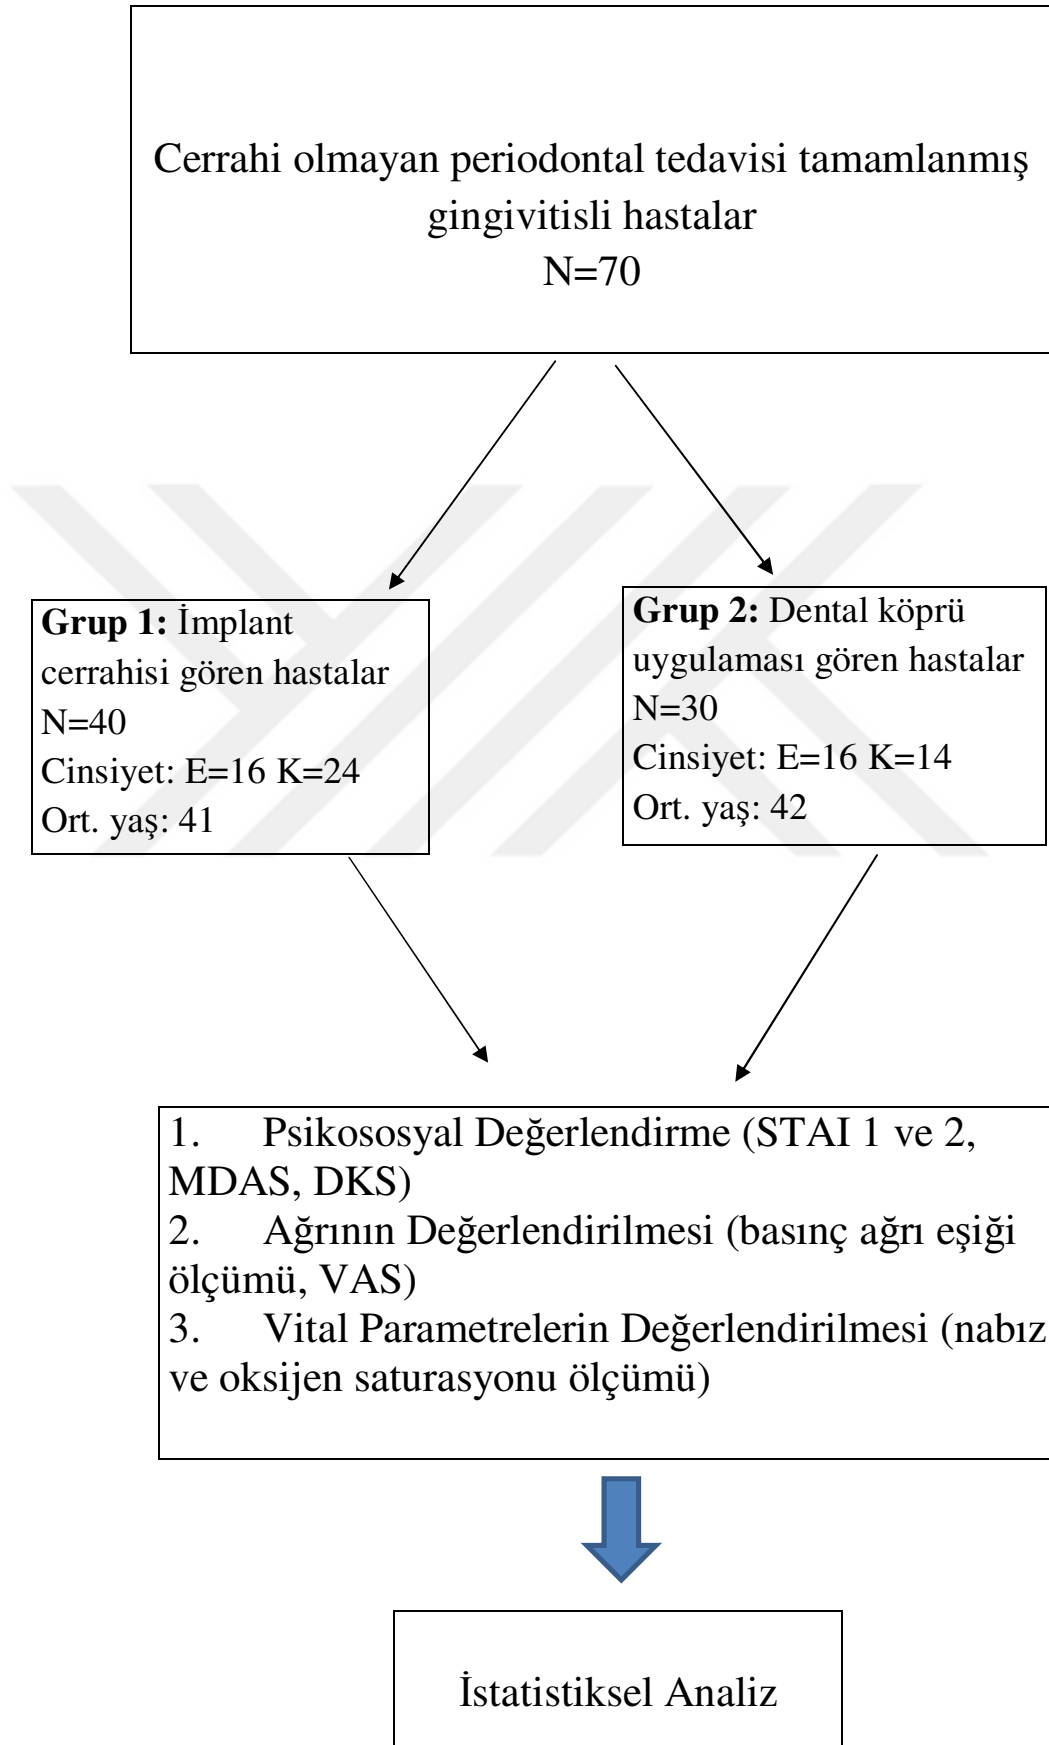 Cerrahi olmayan periodontal tedavisi tamamlanmış
gingivitisli hastalar
N=70
Grup 1: İmplant
cerrahisi gören hastalar
N=40
Cinsiyet: E=16 K=24
Ort. yaş: 41
Grup 2: Dental köprü
uygulaması gören hastalar
N=30
Cinsiyet: E=16 K=14
Ort. yaş: 42
1. Psikososyal Değerlendirme (STAI 1 ve 2,
MDAS, DKS)
2. Ağrının Değerlendirilmesi (basınç ağrı eşiği
ölçümü, VAS)
3. Vital Parametrelerin Değerlendirilmesi (nabız
ve oksijen saturasyonu ölçümü)
İstatistiksel Analiz